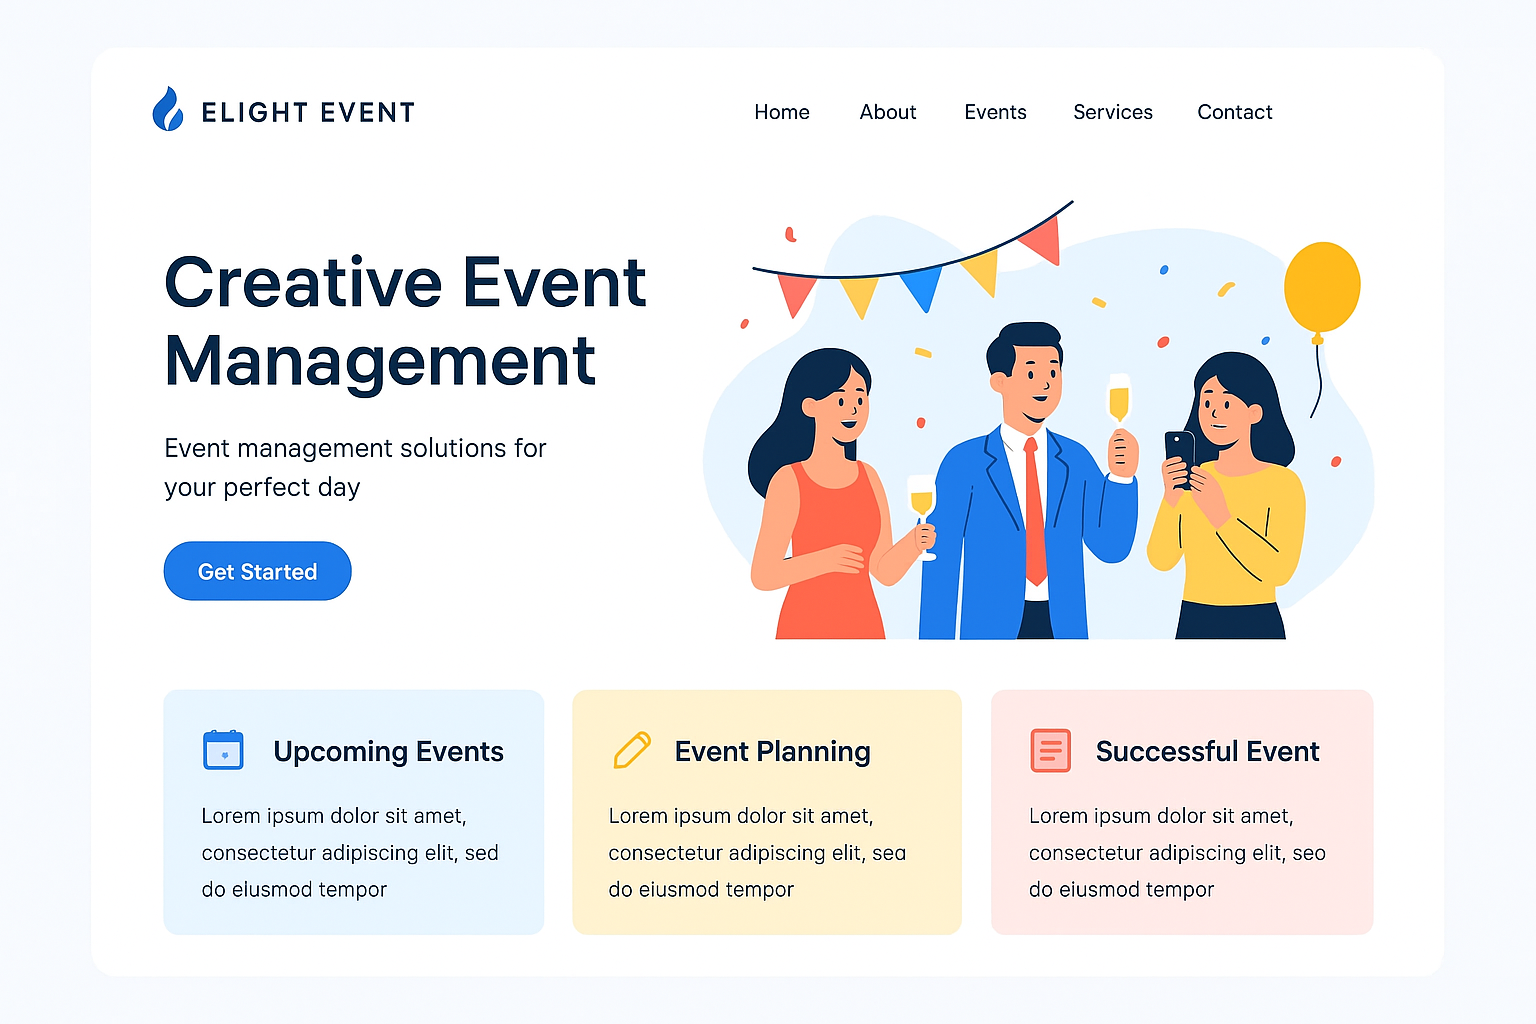 ELIGHT EVENT
Home About Events Services Contact
Creative Event
Management
Event management solutions for
your perfect day
Get Started
Upcoming Events
Lorem ipsum dolor sit amet,
consectetur adipiscing elit, sed
do eiusmod tempor
Event Planning
Lorem ipsum dolor sit amet,
consectetur adipiscing elit, sea
do eiusmod tempor
Successful Event
Lorem ipsum dolor sit amet,
consectetur adipiscing elit, seo
do eiusmod tempor